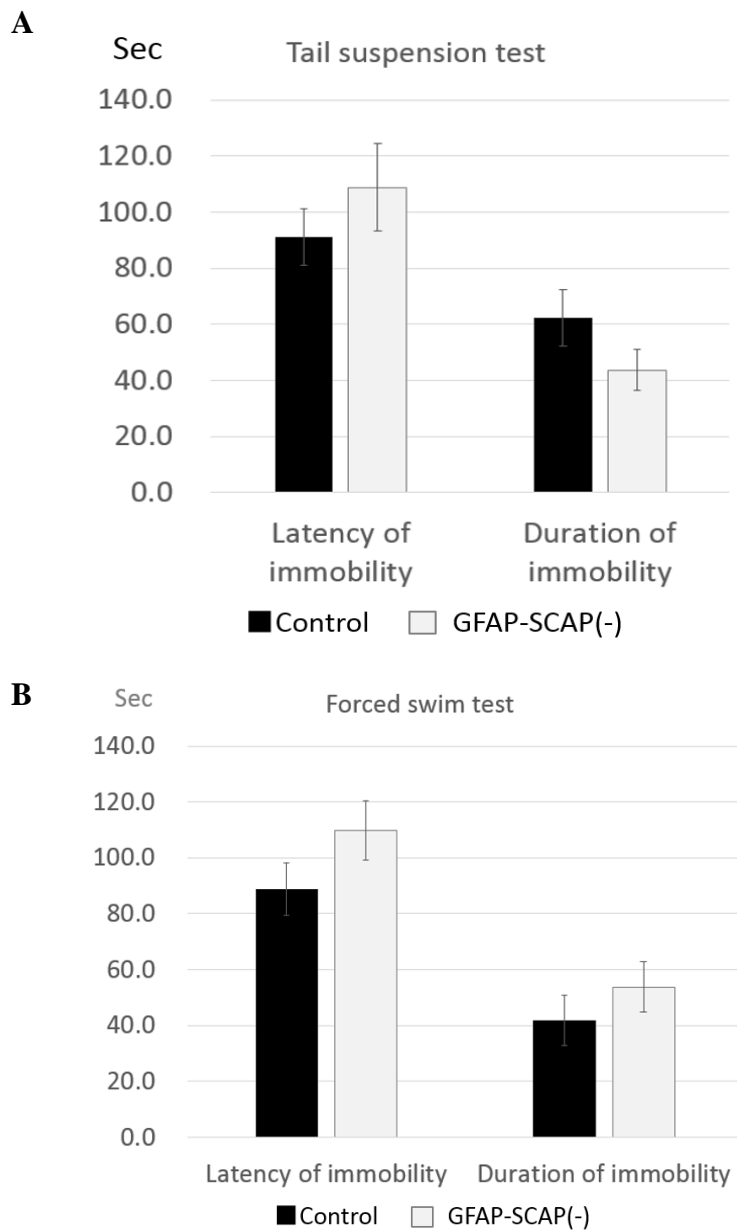 A
Sec Tail suspension test
140.0
120.0
100.0
80.0
60.0
40.0
20.0
0.0
Latency of immobility
Duration of immobility
Control GFAP-SCAP(-)
B
Sec Forced swim test
140.0
120.0
100.0
80.0
60.0
40.0
20.0
0.0
Latency of immobility Duration of immobility
Control GFAP-SCAP(-)